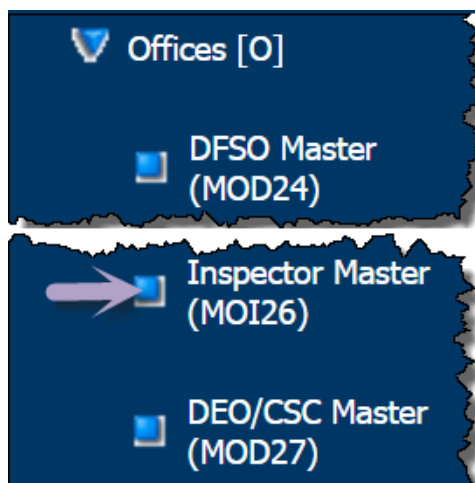 Offices [O]
DFSO Master
(MOD24)
Inspector Master
(MOI26)
DEO/CSC Master
(MOD27)